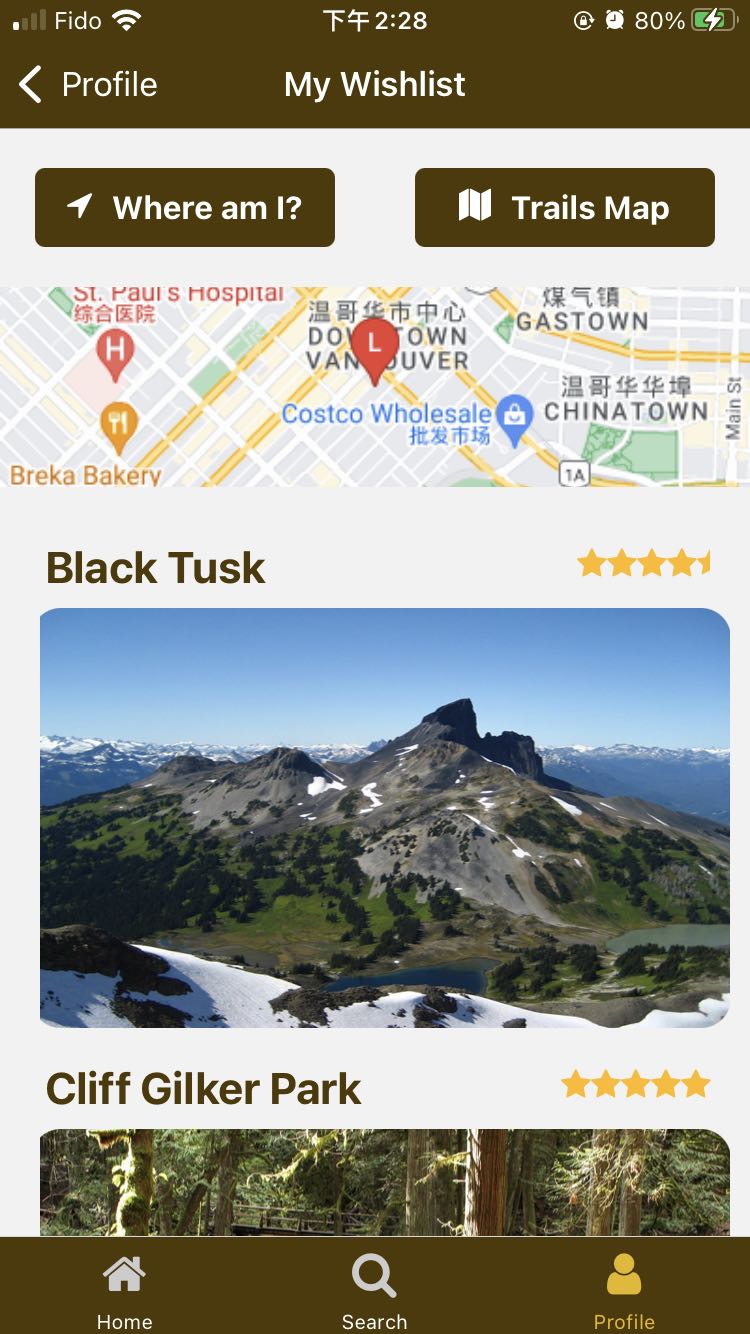 Fido 下午2:28 80%
Profile My Wishlist
Where am I? Trails Map
St. Paul's Hospital
综合医院
H
温哥华市中心
DOWNTOWN
VANCOUVER
L
煤气镇
GASTOWN
温哥华华埠
CHINATOWN
Main St
Costco Wholesale
批发市场
1A
Breka Bakery
Black Tusk
Cliff Gilker Park
Home Search Profile